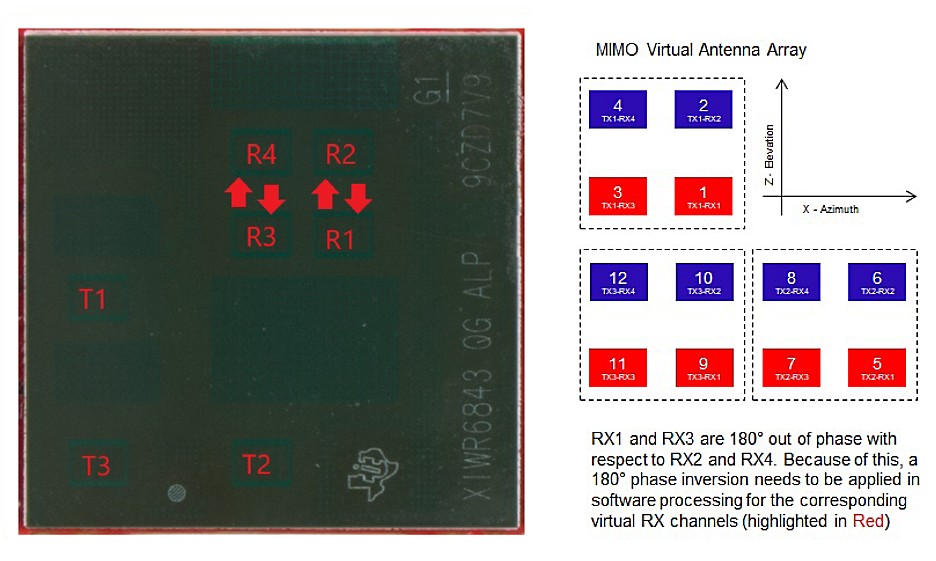 R4 R2
R3 R1
T1
T3 T2
G1
XIWR6843 QG ALP 9CZD7V9
MIMO Virtual Antenna Array
4 2
TX1-RX4 TX1-RX2
3 1
TX1-RX3 TX1-RX1
Z - Elevation
X - Azimuth
12 10 8 6
TX3-RX4 TX3-RX2 TX2-RX4 TX2-RX2
11 9 7 5
TX3-RX3 TX3-RX1 TX2-RX3 TX2-RX1
RX1 and RX3 are 180° out of phase with
respect to RX2 and RX4. Because of this, a
180° phase inversion needs to be applied in
software processing for the corresponding
virtual RX channels (highlighted in Red)